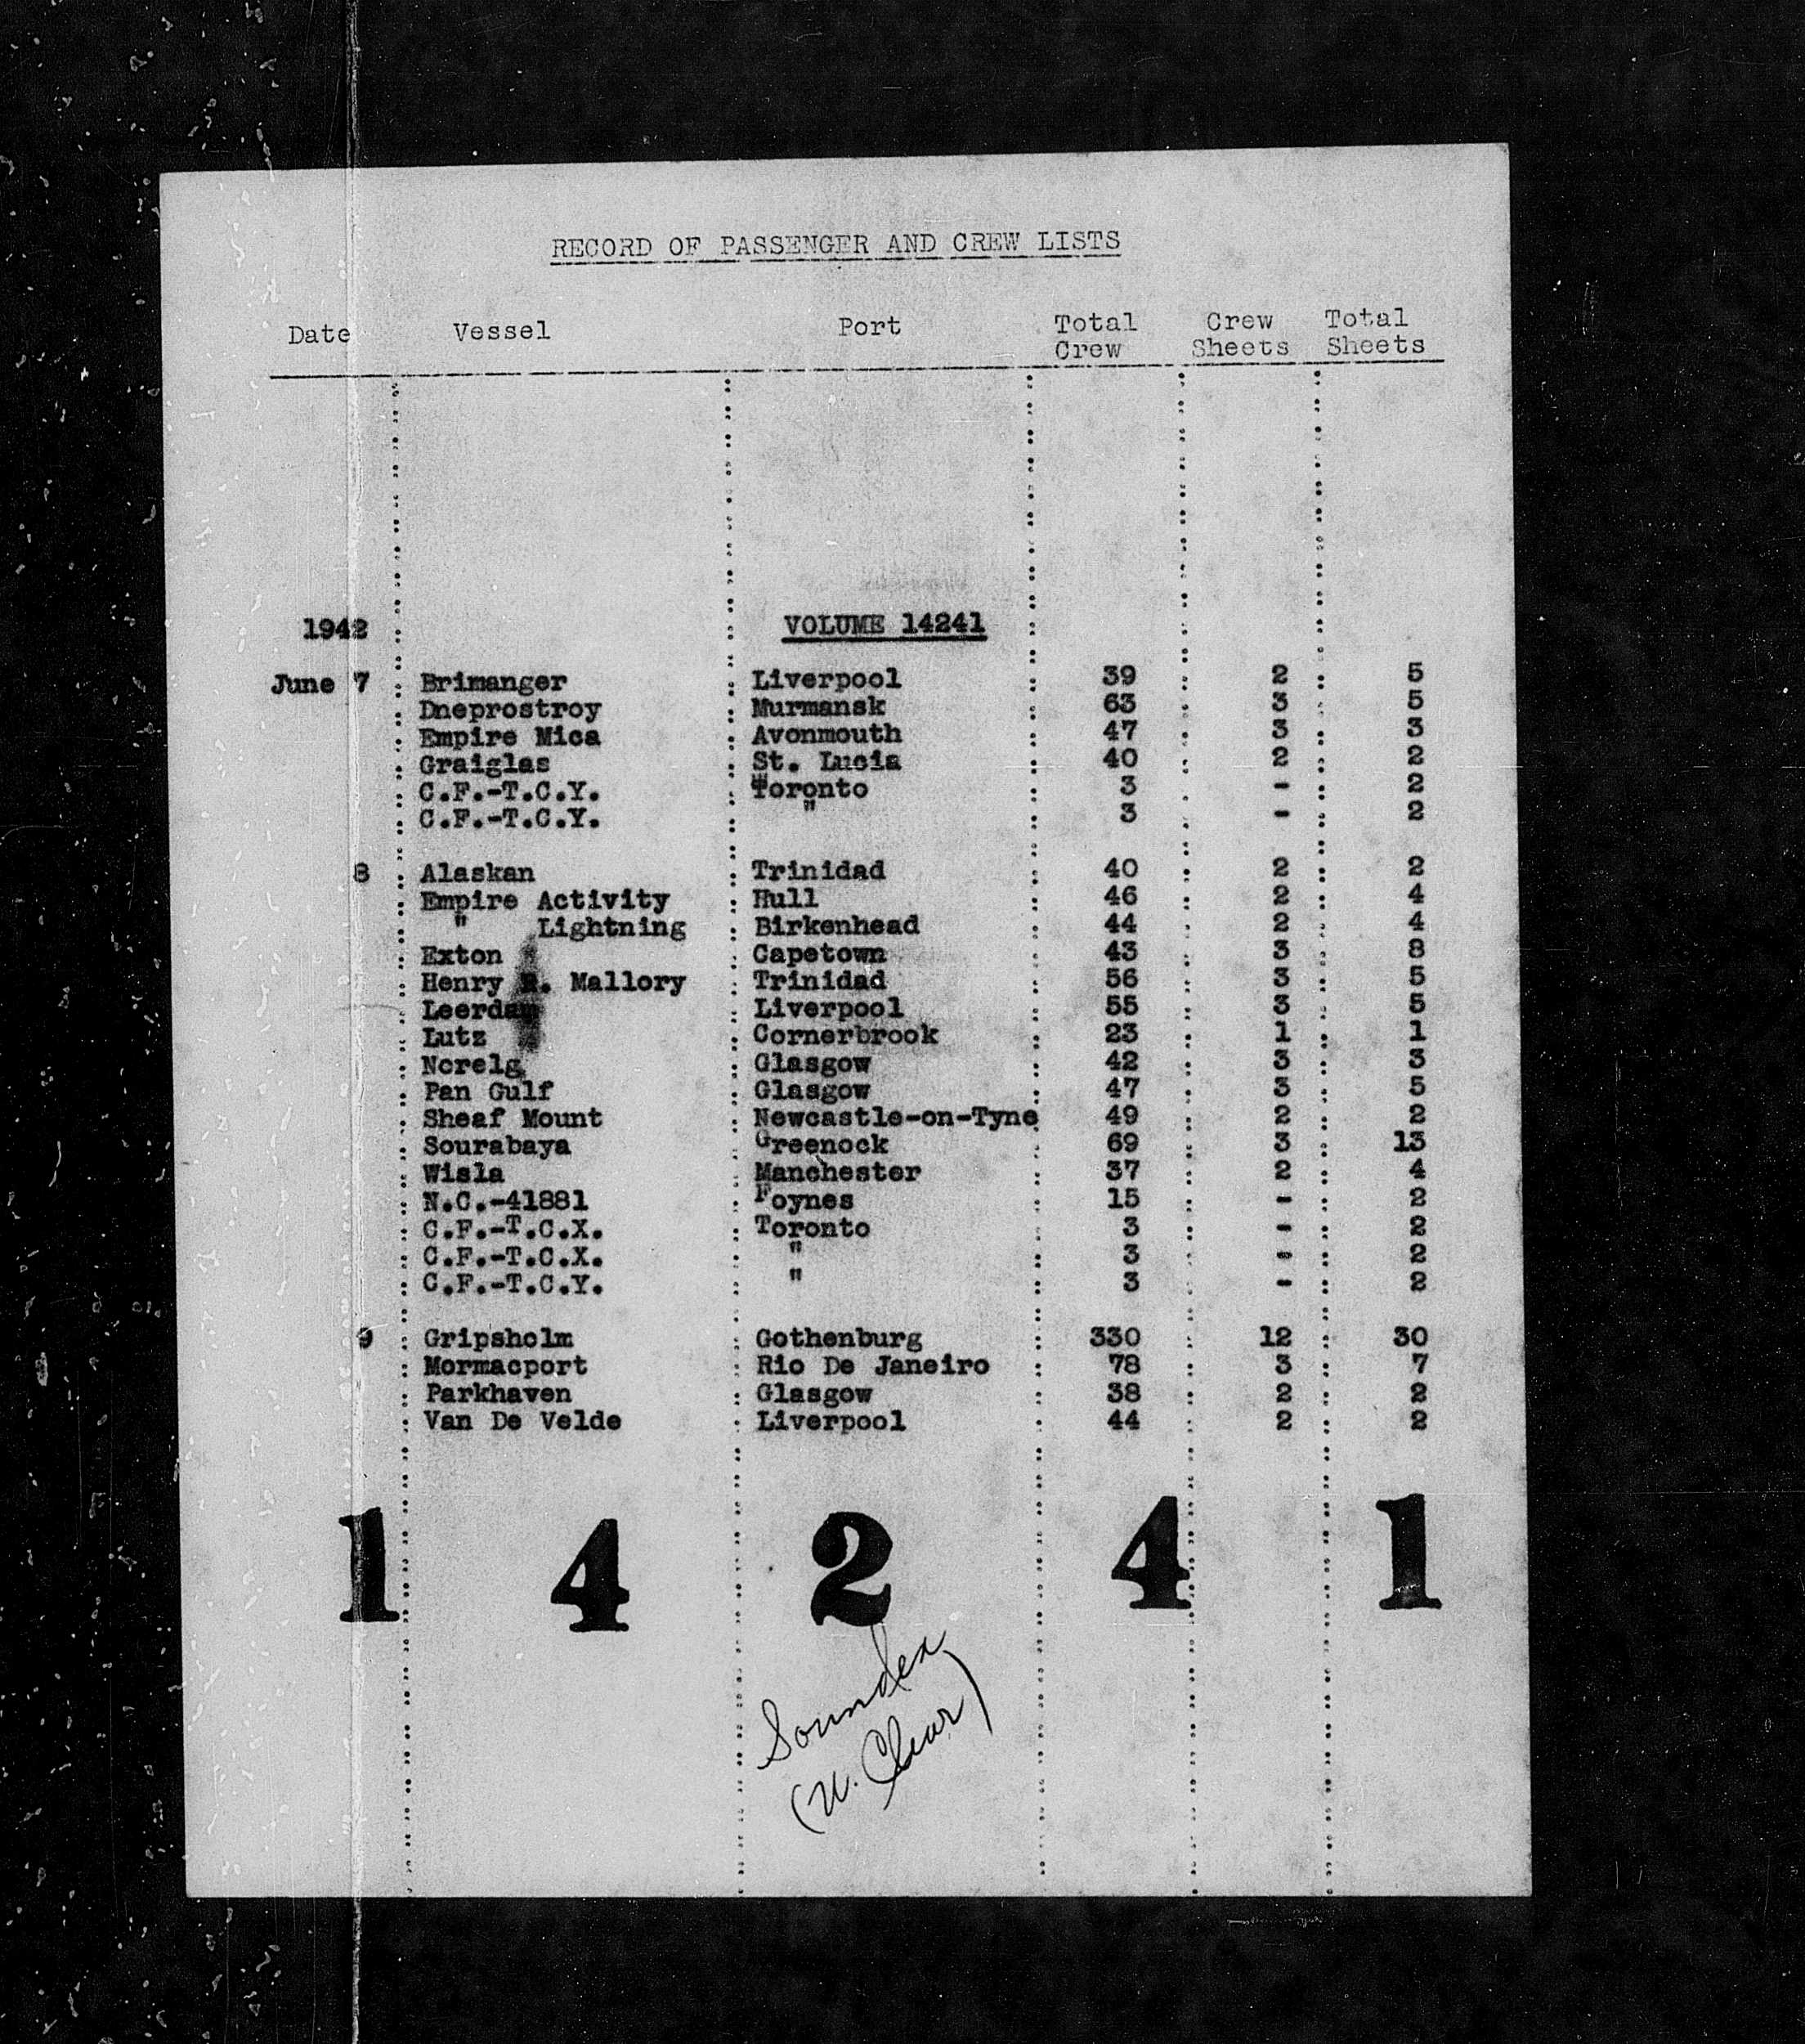 RECORD OF PASSENGER AND CREW LISTS
Date Vessel Port Total Crew Crew Sheets Total Sheets
1942 VOLUME 14241
June 7 Brimanger Liverpool 39 2 5
Dneprostroy Murmansk 63 3 5
Empire Mica Avonmouth 47 3 3
Graiglas St. Lucia 40 2 2
C.F.-T.C.Y. Toronto 3 - 2
C.F.-T.C.Y. " 3 - 2
8 Alaskan Trinidad 40 2 2
Empire Activity Hull 46 2 4
" Lightning Birkenhead 44 2 4
Exton Capetown 43 3 8
Henry R. Mallory Trinidad 56 3 5
Leerdam Liverpool 55 3 5
Lutz Cornerbrook 23 1 1
Norelg Glasgow 42 3 3
Pan Gulf Glasgow 47 3 5
Sheaf Mount Newcastle-on-Tyne 49 2 2
Sourabaya Greenock 69 3 13
Wisla Manchester 37 2 4
N.C.-41881 Foynes 15 - 2
C.F.-T.C.X. Toronto 3 - 2
C.F.-T.C.X. " 3 - 2
C.F.-T.C.Y. " 3 - 2
9 Gripsholm Gothenburg 330 12 30
Mormacport Rio De Janeiro 78 3 7
Parkhaven Glasgow 38 2 2
Van De Velde Liverpool 44 2 2
1 4 2 4 1
Soundex
Clear)